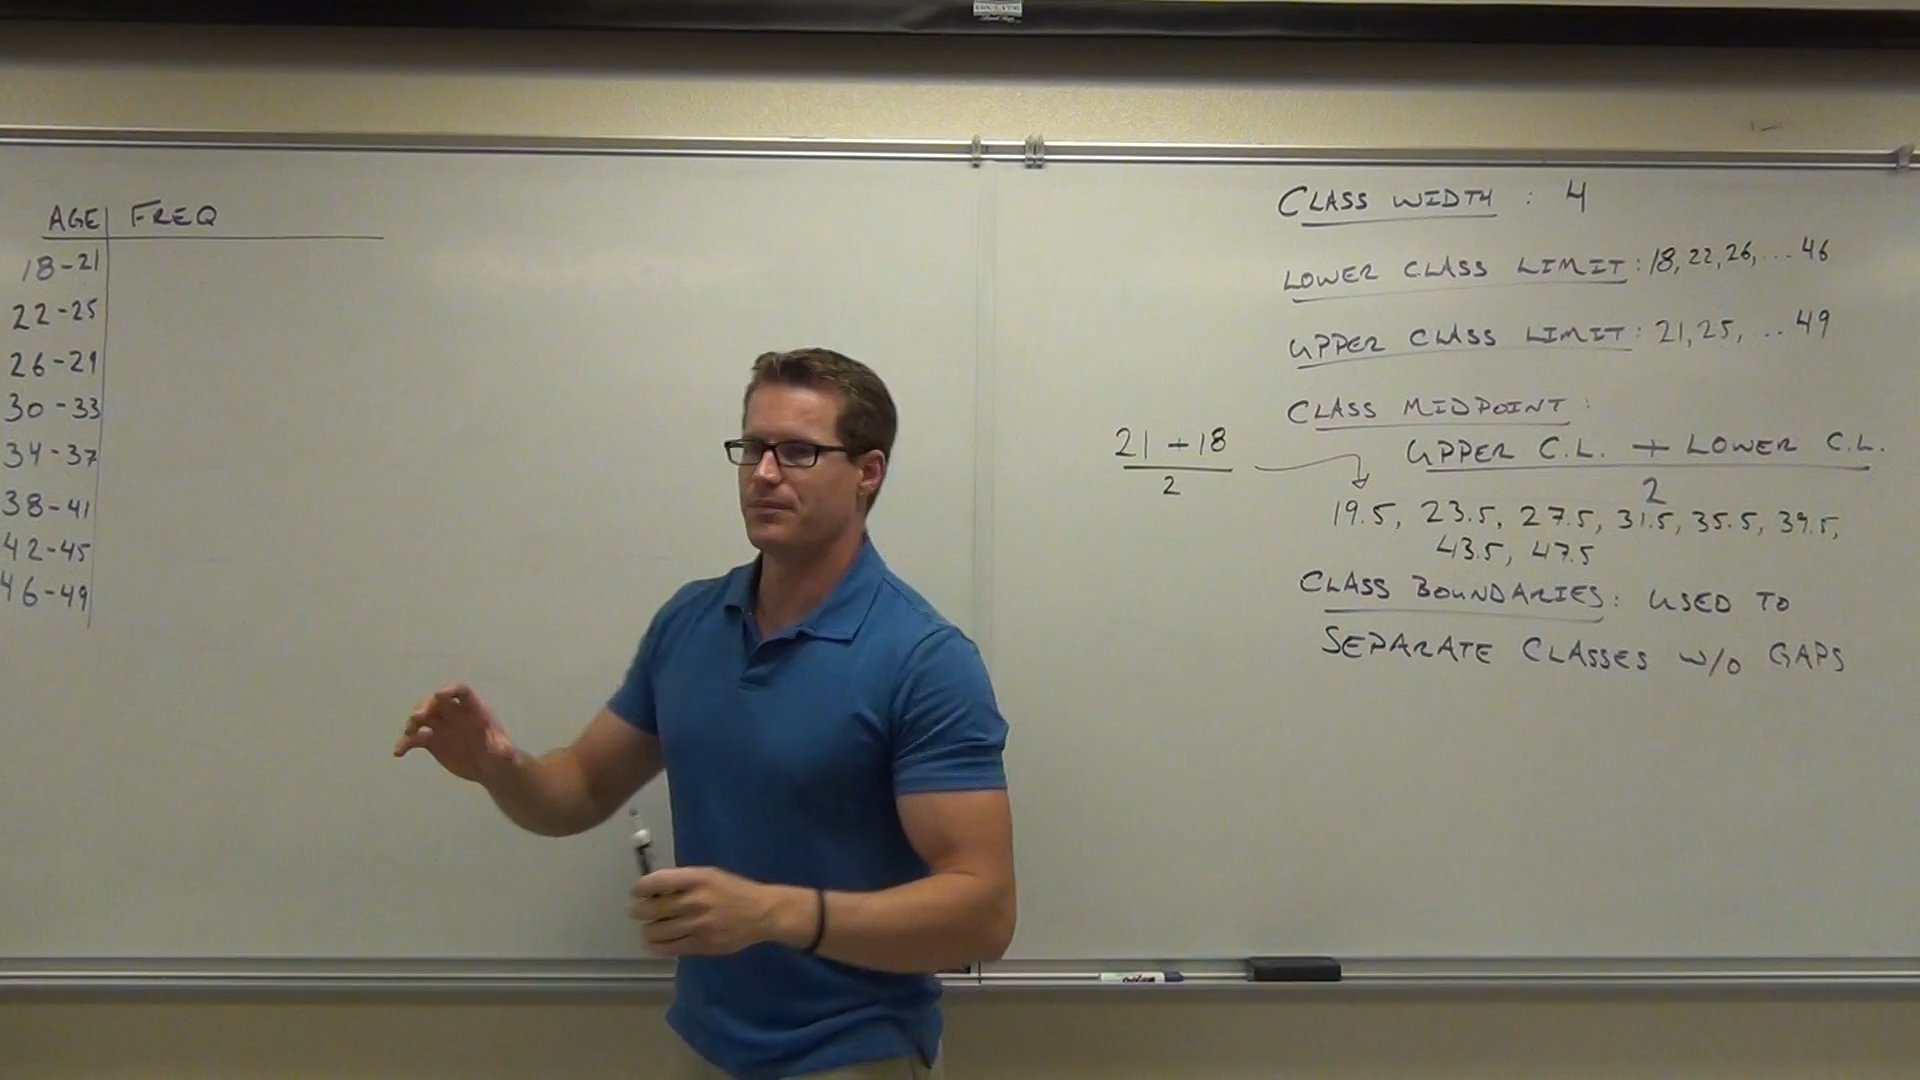 AGE FREQ
18-21
22-25
26-29
30-33
34-37
38-41
42-45
46-49
CLASS WIDTH : 4
LOWER CLASS LIMIT : 18, 22, 26, ... 46
UPPER CLASS LIMIT : 21, 25, ... 49
CLASS MIDPOINT :
UPPER C.L. + LOWER C.L.
2
21 + 18
2
19.5, 23.5, 27.5, 31.5, 35.5, 39.5,
43.5, 47.5
CLASS BOUNDARIES : USED TO
SEPARATE CLASSES W/O GAPS